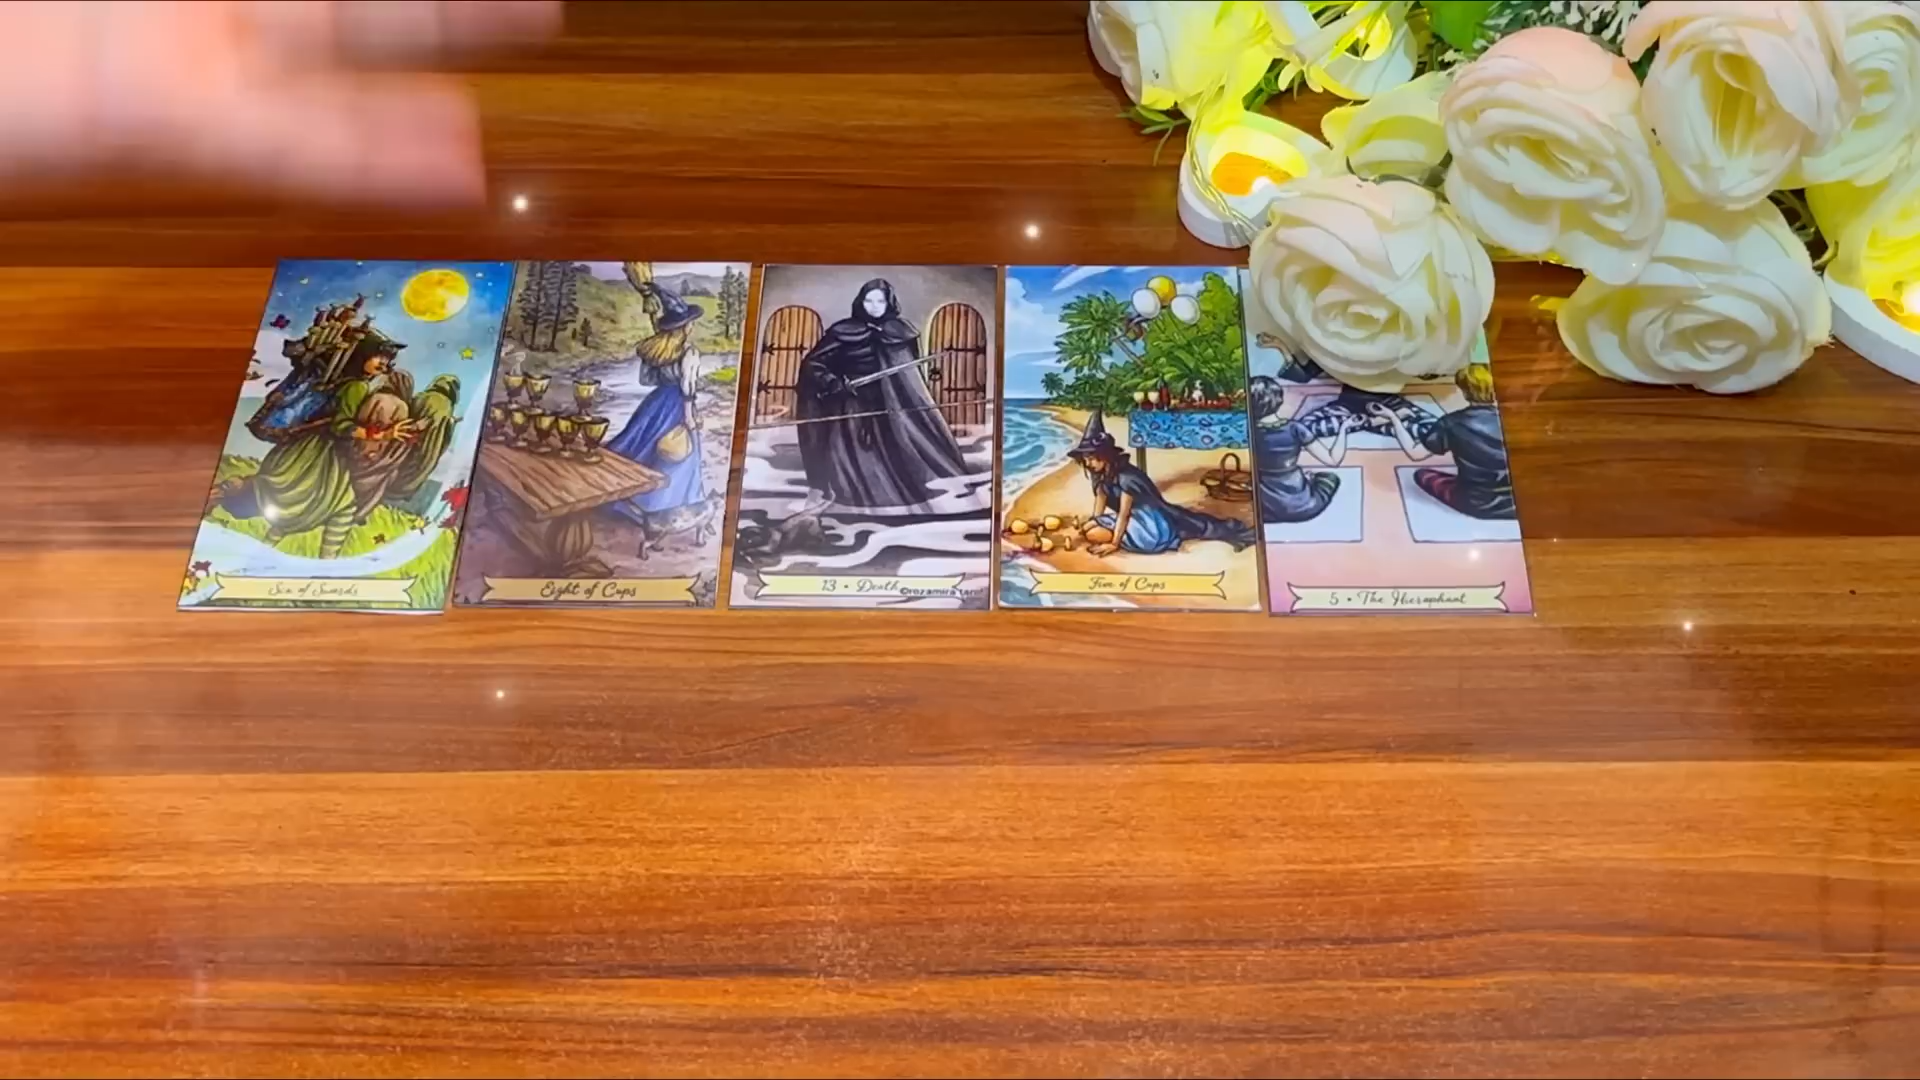 Six of Swords
Eight of Cups
13 • Death
©rozamira tarot
Five of Cups
5 • The Hierophant